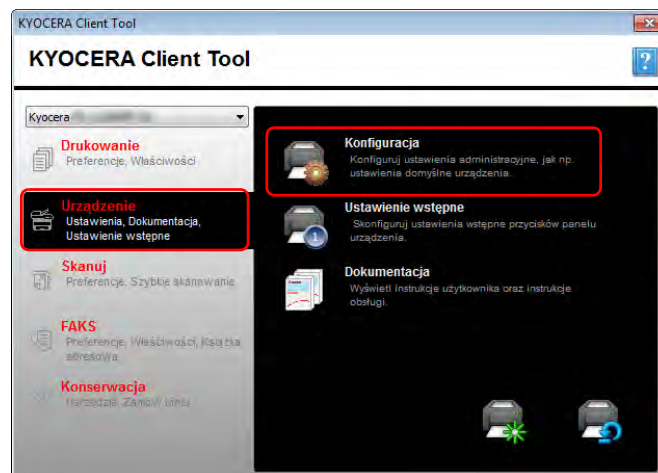 KYOCERA Client Tool
KYOCERA Client Tool
Kyocera
Drukowanie
Preferencje, Właściwości
Urządzenie
Ustawienia, Dokumentacja,
Ustawienie wstępne
Skanuj
Preferencje, Szybkie skanowanie
FAKS
Preferencje, Właściwości, Książka
adresowa
Konserwacja
Narzędzia, Zamów toner
Konfiguracja
Konfiguruj ustawienia administracyjne, jak np.
ustawienia domyślne urządzenia.
Ustawienie wstępne
Skonfiguruj ustawienia wstępne przycisków panelu
urządzenia.
Dokumentacja
Wyświetl instrukcje użytkownika oraz instrukcje
obsługi.